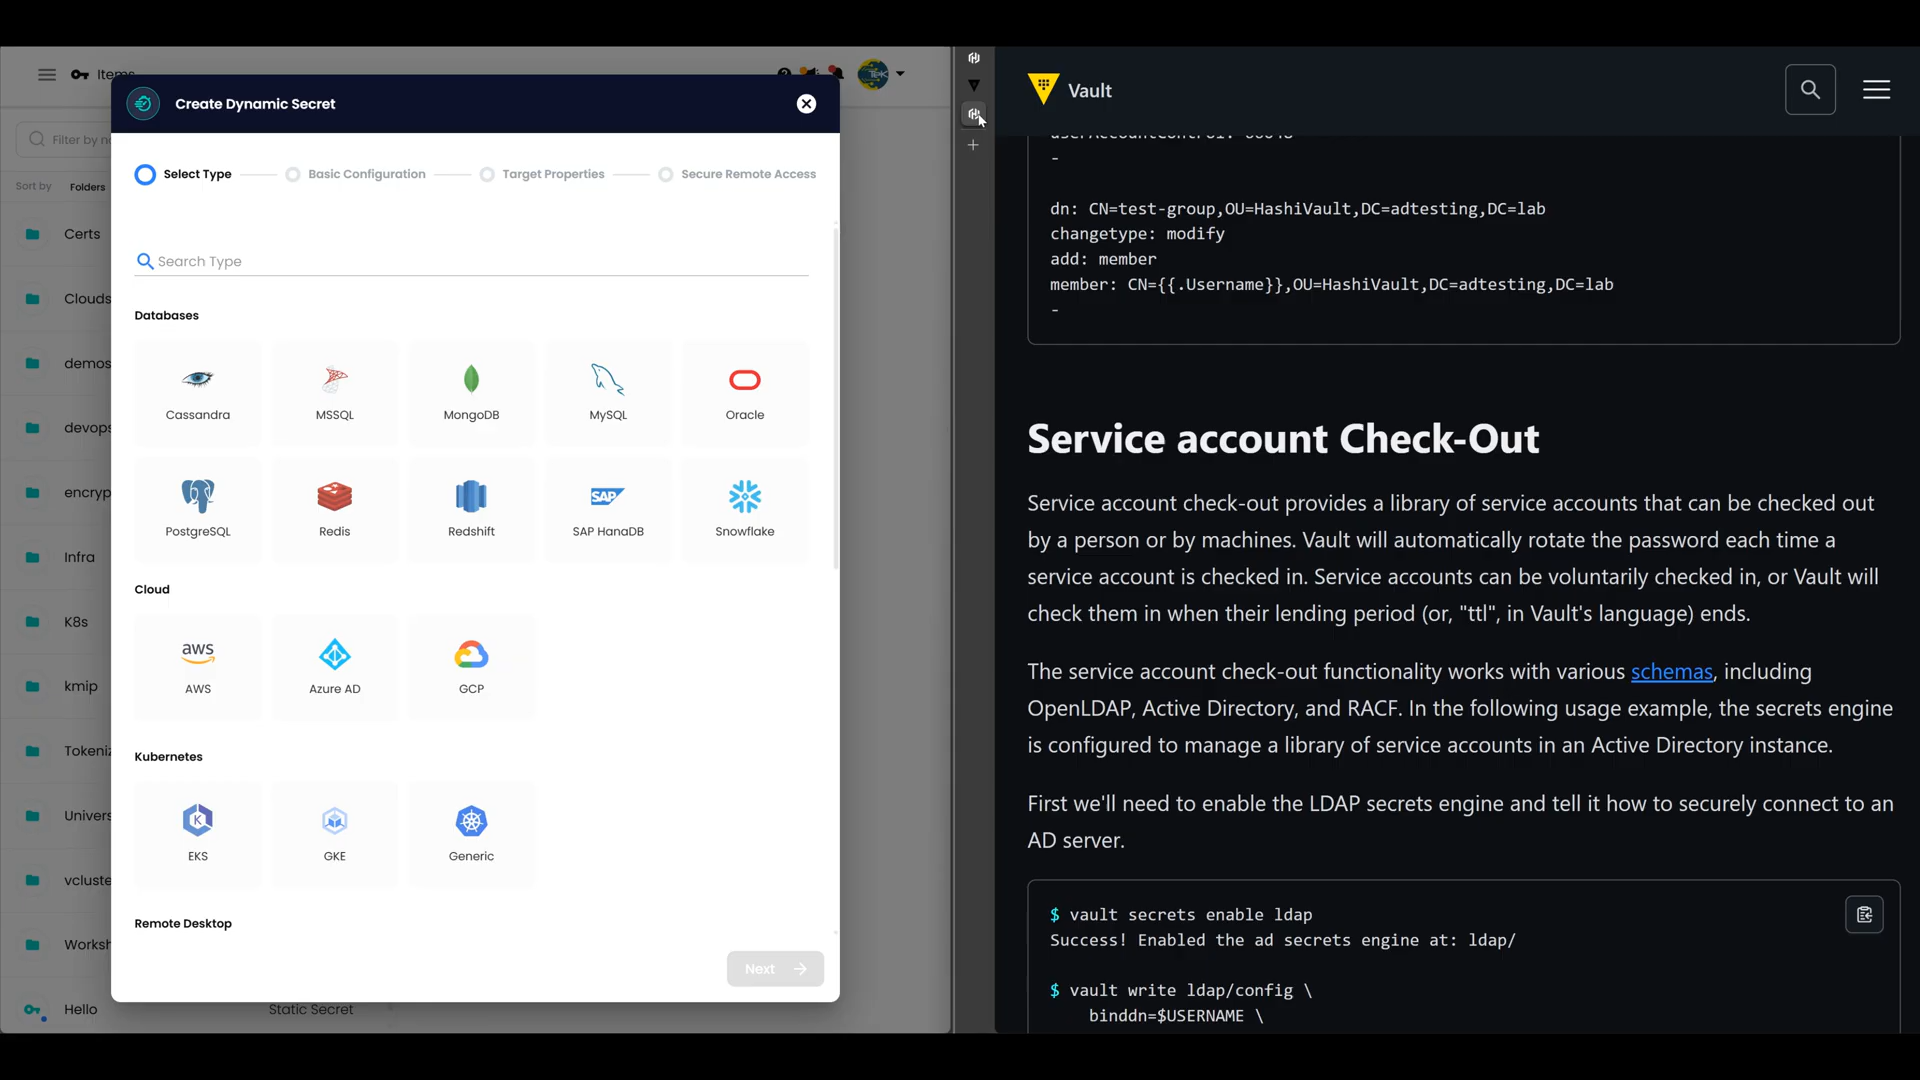 Items
Filter by n
Sort by Folders
Certs
Clouds
demos
devops
encryp
Infra
K8s
kmip
Tokeniz
Univers
vcluste
Worksh
Hello Static Secret
Create Dynamic Secret
Select Type Basic Configuration Target Properties Secure Remote Access
Search Type
Databases
Cassandra MSSQL MongoDB MySQL Oracle
SAP
PostgreSQL Redis Redshift SAP HanaDB Snowflake
Cloud
aws
AWS Azure AD GCP
Kubernetes
K
EKS GKE Generic
Remote Desktop
Next
Vault
-
dn: CN=test-group,OU=HashiVault,DC=adtesting,DC=lab
changetype: modify
add: member
member: CN={{.Username}},OU=HashiVault,DC=adtesting,DC=lab
-
Service account Check-Out
Service account check-out provides a library of service accounts that can be checked out
by a person or by machines. Vault will automatically rotate the password each time a
service account is checked in. Service accounts can be voluntarily checked in, or Vault will
check them in when their lending period (or, "ttl", in Vault's language) ends.
The service account check-out functionality works with various schemas, including
OpenLDAP, Active Directory, and RACF. In the following usage example, the secrets engine
is configured to manage a library of service accounts in an Active Directory instance.
First we'll need to enable the LDAP secrets engine and tell it how to securely connect to an
AD server.
$ vault secrets enable ldap
Success! Enabled the ad secrets engine at: ldap/
$ vault write ldap/config \
binddn=$USERNAME \